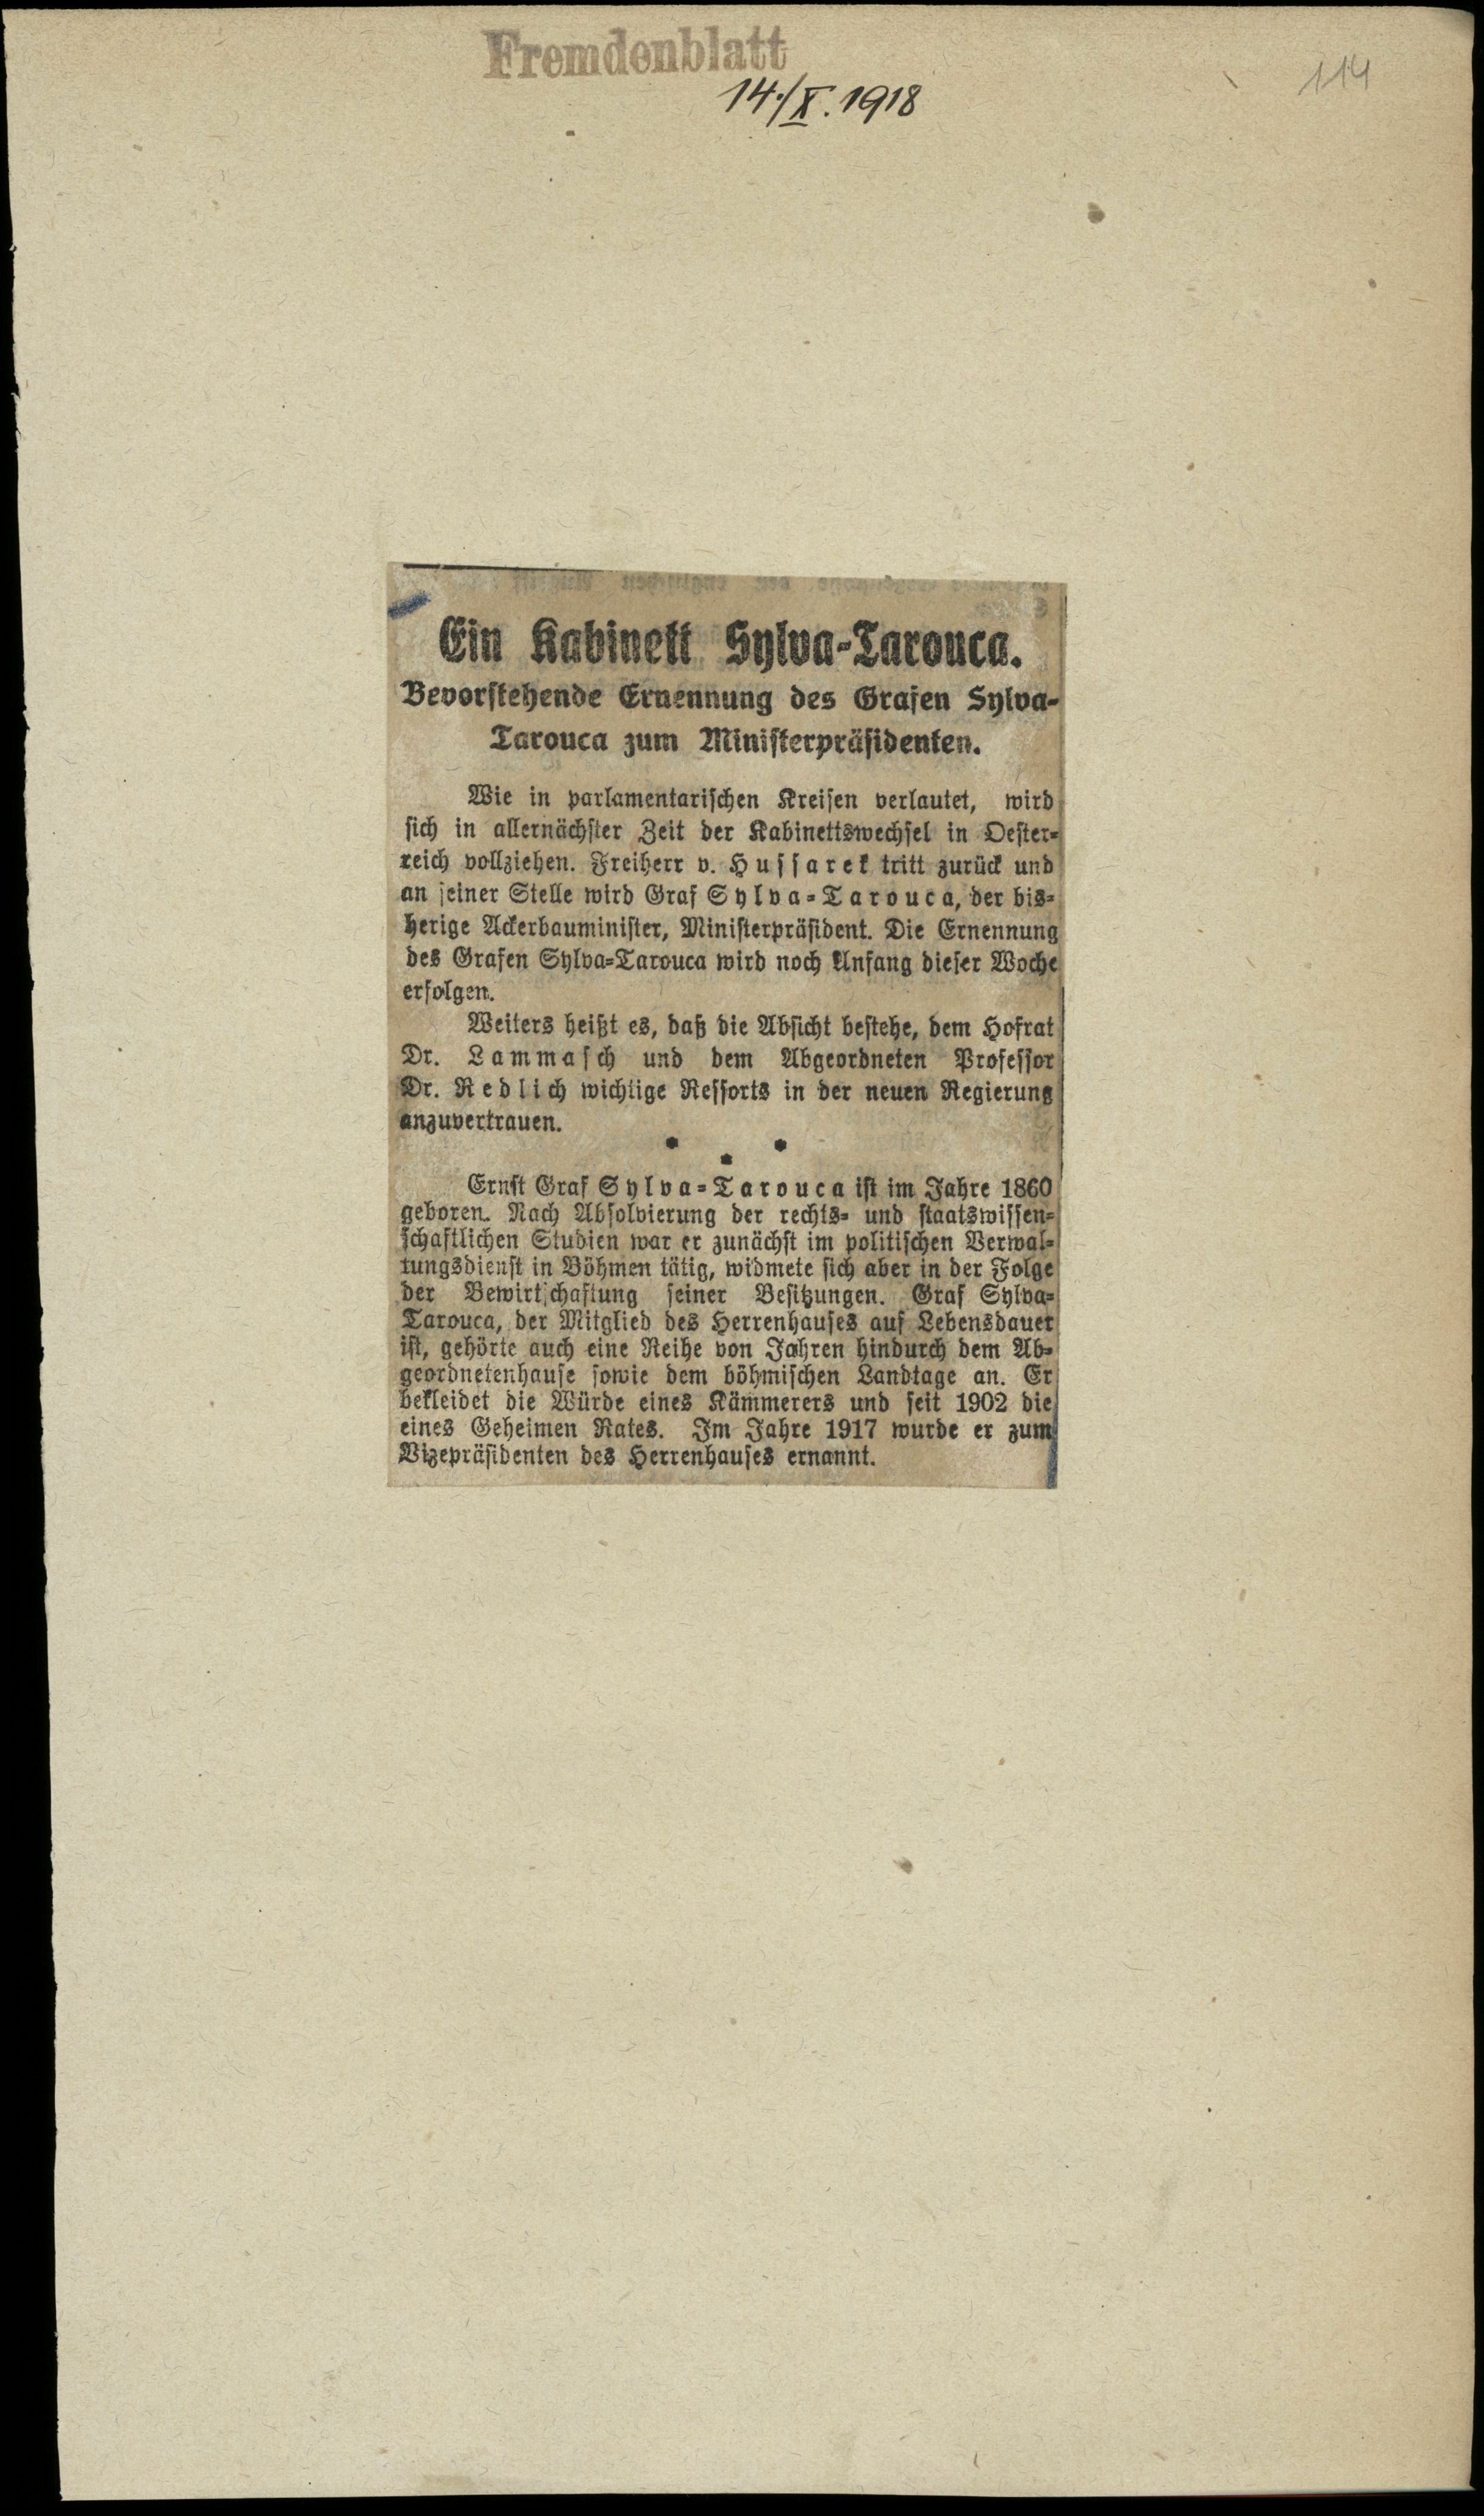 Fremdenblatt
14./X. 1918
114
Ein Kabinett Sylva-Tarouca.
Bevorstehende Ernennung des Grafen Sylva-
Tarouca zum Ministerpräsidenten.
Wie in parlamentarischen Kreisen verlautet, wird
sich in allernächster Zeit der Kabinettswechsel in Oester-
reich vollziehen. Freiherr v. Hussarek tritt zurück und
an seiner Stelle wird Graf Sylva-Tarouca, der bis-
herige Ackerbauminister, Ministerpräsident. Die Ernennung
des Grafen Sylva-Tarouca wird noch Anfang dieser Woche
erfolgen.
Weiters heißt es, daß die Absicht bestehe, dem Hofrat
Dr. Lammasch und dem Abgeordneten Professor
Dr. Redlich wichtige Ressorts in der neuen Regierung
anzuvertrauen.
* * *
Ernst Graf Sylva-Tarouca ist im Jahre 1860
geboren. Nach Absolvierung der rechts- und staatswissen-
schaftlichen Studien war er zunächst im politischen Verwal-
tungsdienst in Böhmen tätig, widmete sich aber in der Folge
der Bewirtschaftung seiner Besitzungen. Graf Sylva-
Tarouca, der Mitglied des Herrenhauses auf Lebensdauer
ist, gehörte auch eine Reihe von Jahren hindurch dem Ab-
geordnetenhause sowie dem böhmischen Landtage an. Er
bekleidet die Würde eines Kämmerers und seit 1902 die
eines Geheimen Rates. Im Jahre 1917 wurde er zum
Vizepräsidenten des Herrenhauses ernannt.